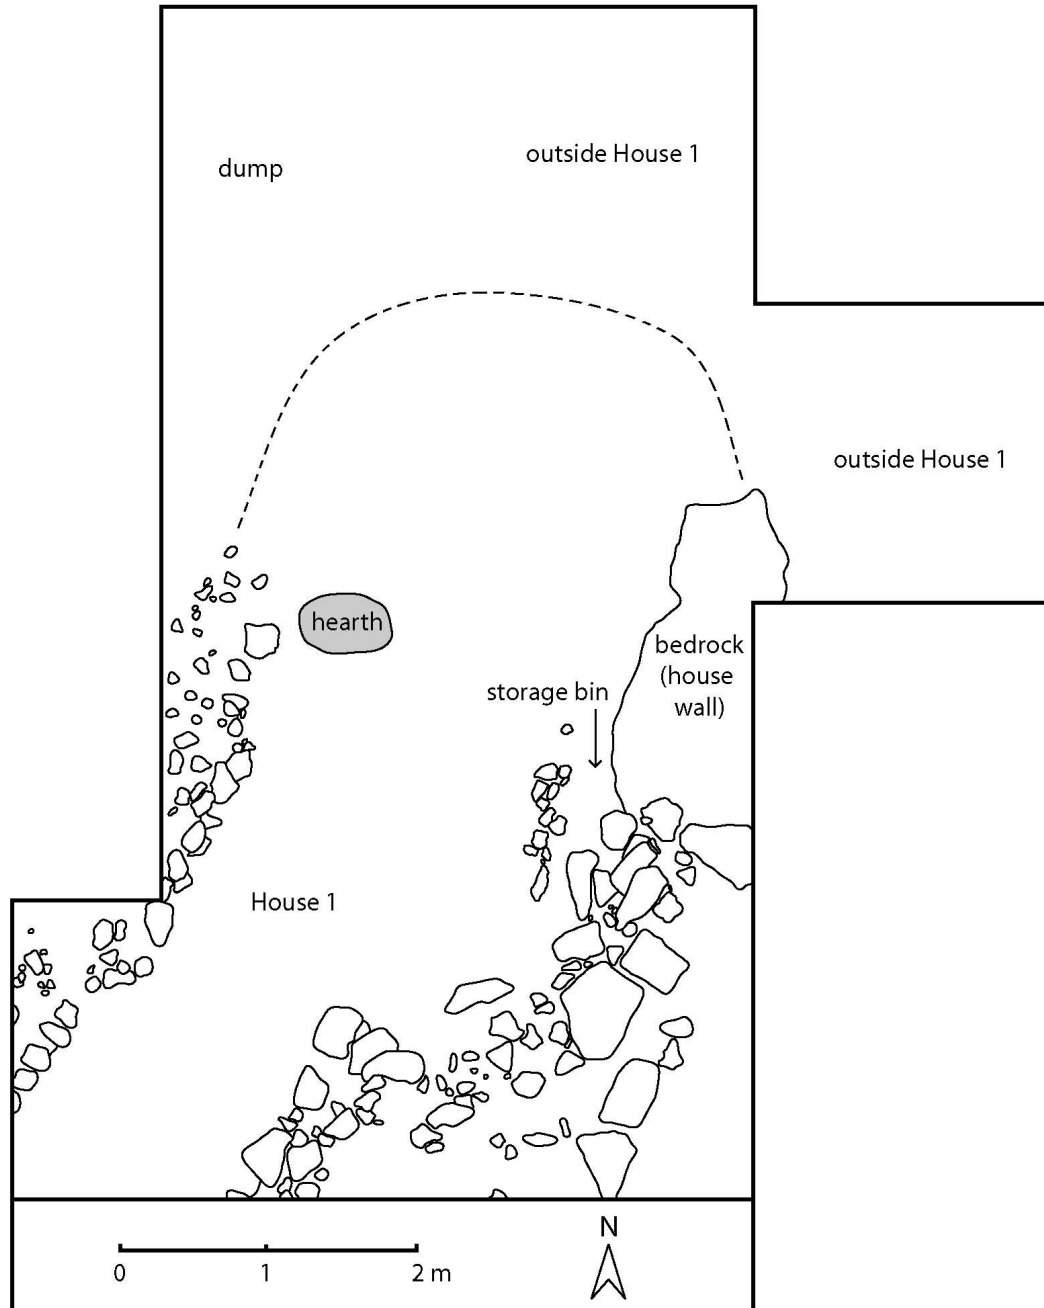 dump
outside House 1
outside House 1
hearth
bedrock
(house
wall)
storage bin
House 1
N
0 1 2 m